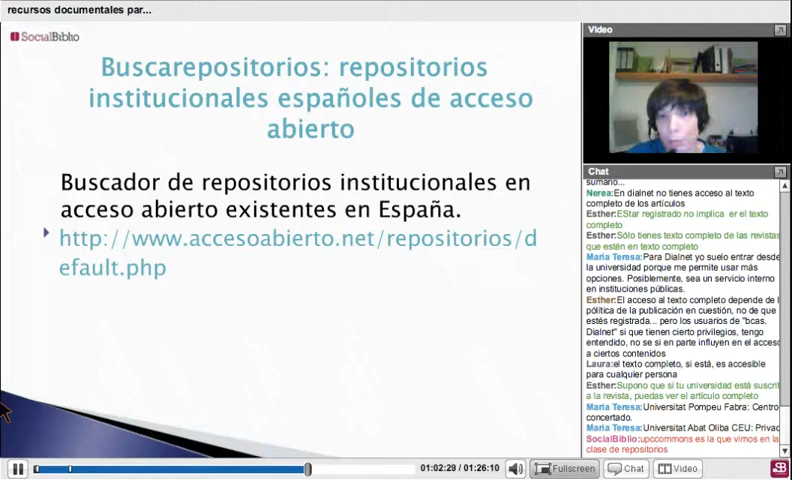 recursos documentales par...
SocialBiblio
Buscarepositorios: repositorios
institucionales españoles de acceso
abierto
Buscador de repositorios institucionales en
acceso abierto existentes en España.
http://www.accesoabierto.net/repositorios/d
efault.php
Video
Chat
sumario...
Nerea:En dialnet no tienes acceso al texto
completo de los artículos
Esther:EStar registrado no implica er el texto
completo
Esther:Sólo tienes texto completo de las revistas
que estén en texto completo
Maria Teresa:Para Dialnet yo suelo entrar desde
la universidad porque me permite usar más
opciones. Posiblemente, sea un servicio interno
en instituciones públicas.
Esther:El acceso al texto completo depende de l
pólítica de la publicación en cuestión, no de que
estés registrada... pero los usuarios de "bcas.
Dialnet" si que tienen cierto privilegios, tengo
entendido, no se si en parte influyen en el acceso
a ciertos contenidos
Laura:el texto completo, si está, es accesible
para cualquier persona
Esther:Supono que si tu universidad está suscrit
a la revista, puedas ver el artículo completo
Maria Teresa:Universitat Pompeu Fabra: Centro
concertado.
Maria Teresa:Universitat Abat Oliba CEU: Privac
SocialBiblio:upccommons es la que vimos en la
clase de repositorios
01:02:29 / 01:26:10
Fullscreen
Chat
Video
SB